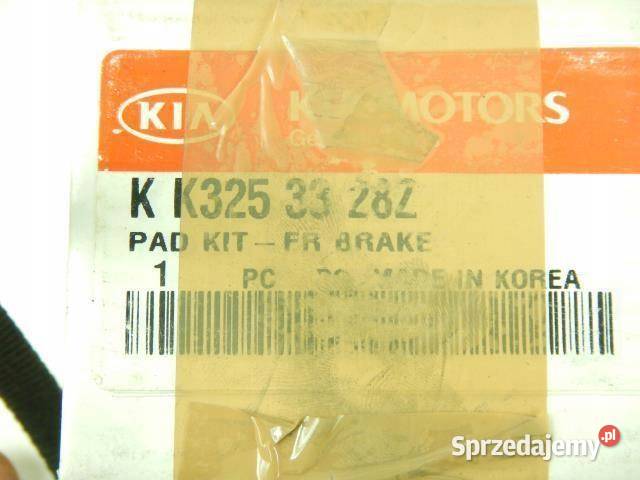 KIA
MOTORS
K K325 33 28Z
PAD KIT - FR BRAKE
1 PC MADE IN KOREA
Sprzedajemy.pl